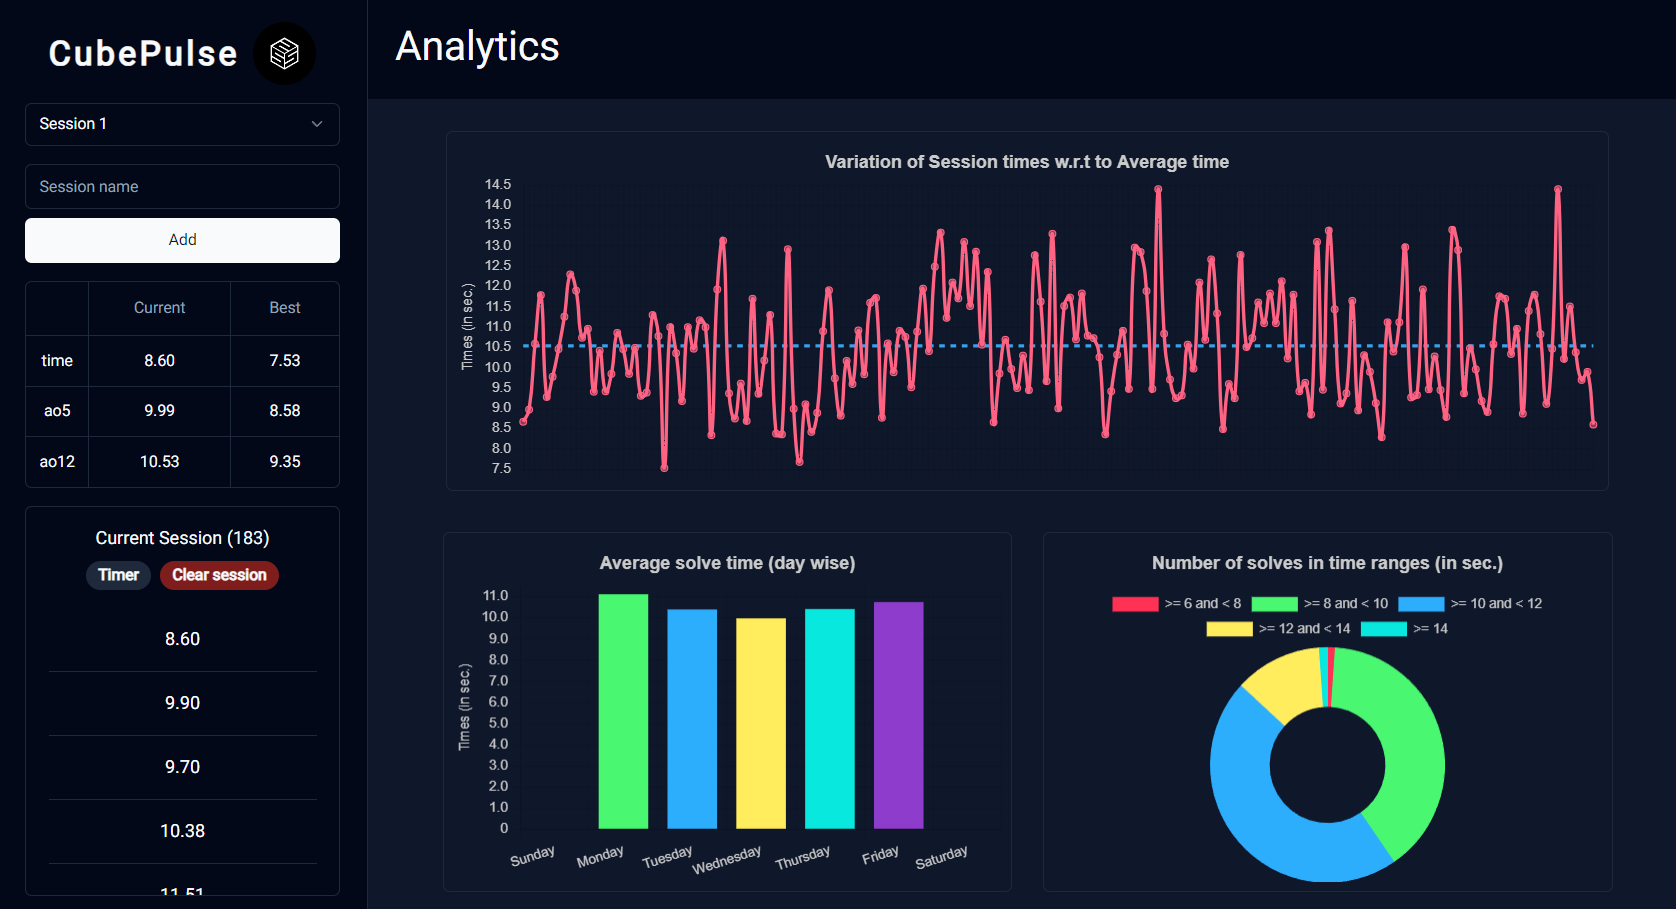 CubePulse
Session 1
Session name
Add
Current Best
time 8.60 7.53
ao5 9.99 8.58
ao12 10.53 9.35
Current Session (183)
Timer Clear session
8.60
9.90
9.70
10.38
11.51
Analytics
Variation of Session times w.r.t to Average time
Times (in sec.)
14.5
14.0
13.5
13.0
12.5
12.0
11.5
11.0
10.5
10.0
9.5
9.0
8.5
8.0
7.5
Average solve time (day wise)
Times (in sec.)
11.0
10.0
9.0
8.0
7.0
6.0
5.0
4.0
3.0
2.0
1.0
0
Sunday Monday Tuesday Wednesday Thursday Friday Saturday
Number of solves in time ranges (in sec.)
>= 6 and < 8 >= 8 and < 10 >= 10 and < 12
>= 12 and < 14 >= 14